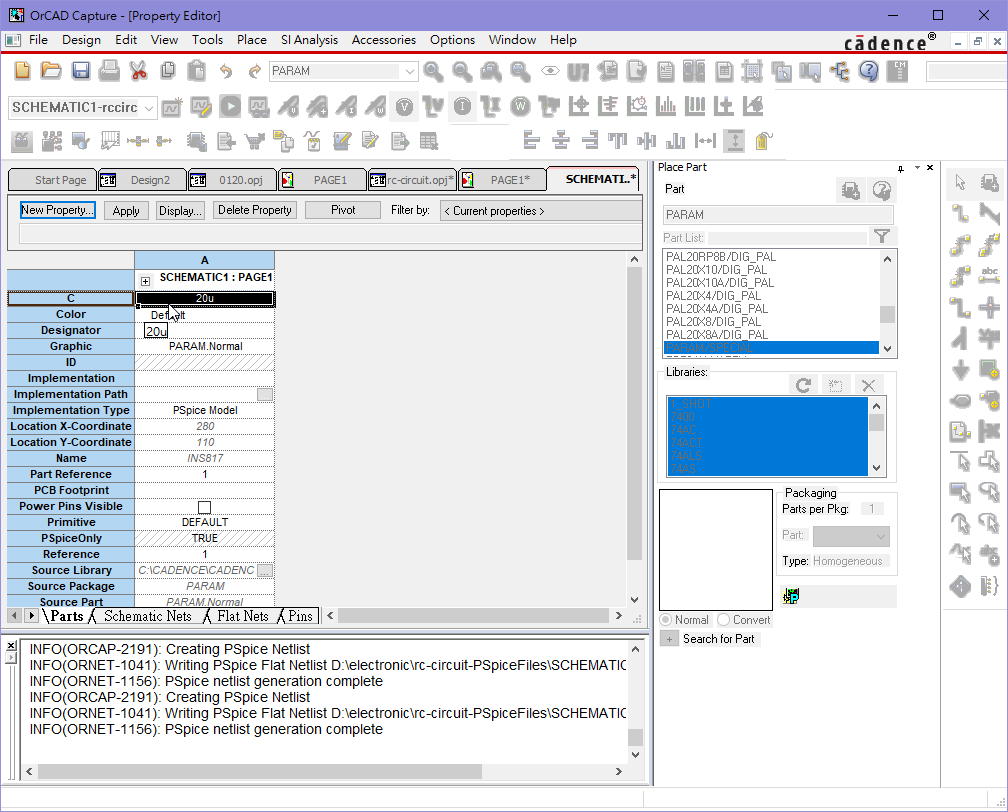 OrCAD Capture - [Property Editor]
File Design Edit View Tools Place SI Analysis Accessories Options Window Help
cādence®
PARAM
SCHEMATIC1-rccirc
Start Page Design2 0120.opj PAGE1 rc-circuit.opj* PAGE1* SCHEMATI..*
New Property... Apply Display... Delete Property Pivot Filter by: < Current properties >
A
SCHEMATIC1 : PAGE1
C 20u
Color Default
Designator 20u
Graphic PARAM.Normal
ID
Implementation
Implementation Path
Implementation Type PSpice Model
Location X-Coordinate 280
Location Y-Coordinate 110
Name INS817
Part Reference 1
PCB Footprint
Power Pins Visible
Primitive DEFAULT
PSpiceOnly TRUE
Reference 1
Source Library C:\CADENCE\CADENC ...
Source Package PARAM
Source Part PARAM.Normal
Parts Schematic Nets Flat Nets Pins
INFO(ORCAP-2191): Creating PSpice Netlist
INFO(ORNET-1041): Writing PSpice Flat Netlist D:\electronic\rc-circuit-PSpiceFiles\SCHEMATIC
INFO(ORNET-1156): PSpice netlist generation complete
INFO(ORCAP-2191): Creating PSpice Netlist
INFO(ORNET-1041): Writing PSpice Flat Netlist D:\electronic\rc-circuit-PSpiceFiles\SCHEMATIC
INFO(ORNET-1156): PSpice netlist generation complete
Place Part
Part
PARAM
Part List:
PAL20RP8B/DIG_PAL
PAL20X10/DIG_PAL
PAL20X10A/DIG_PAL
PAL20X4/DIG_PAL
PAL20X4A/DIG_PAL
PAL20X8/DIG_PAL
PAL20X8A/DIG_PAL
PARAM/SPECIAL
Libraries:
1_SHOT
7400
74AC
74ACT
74ALS
74AS
Packaging
Parts per Pkg: 1
Part:
Type: Homogeneous
Normal Convert
+ Search for Part